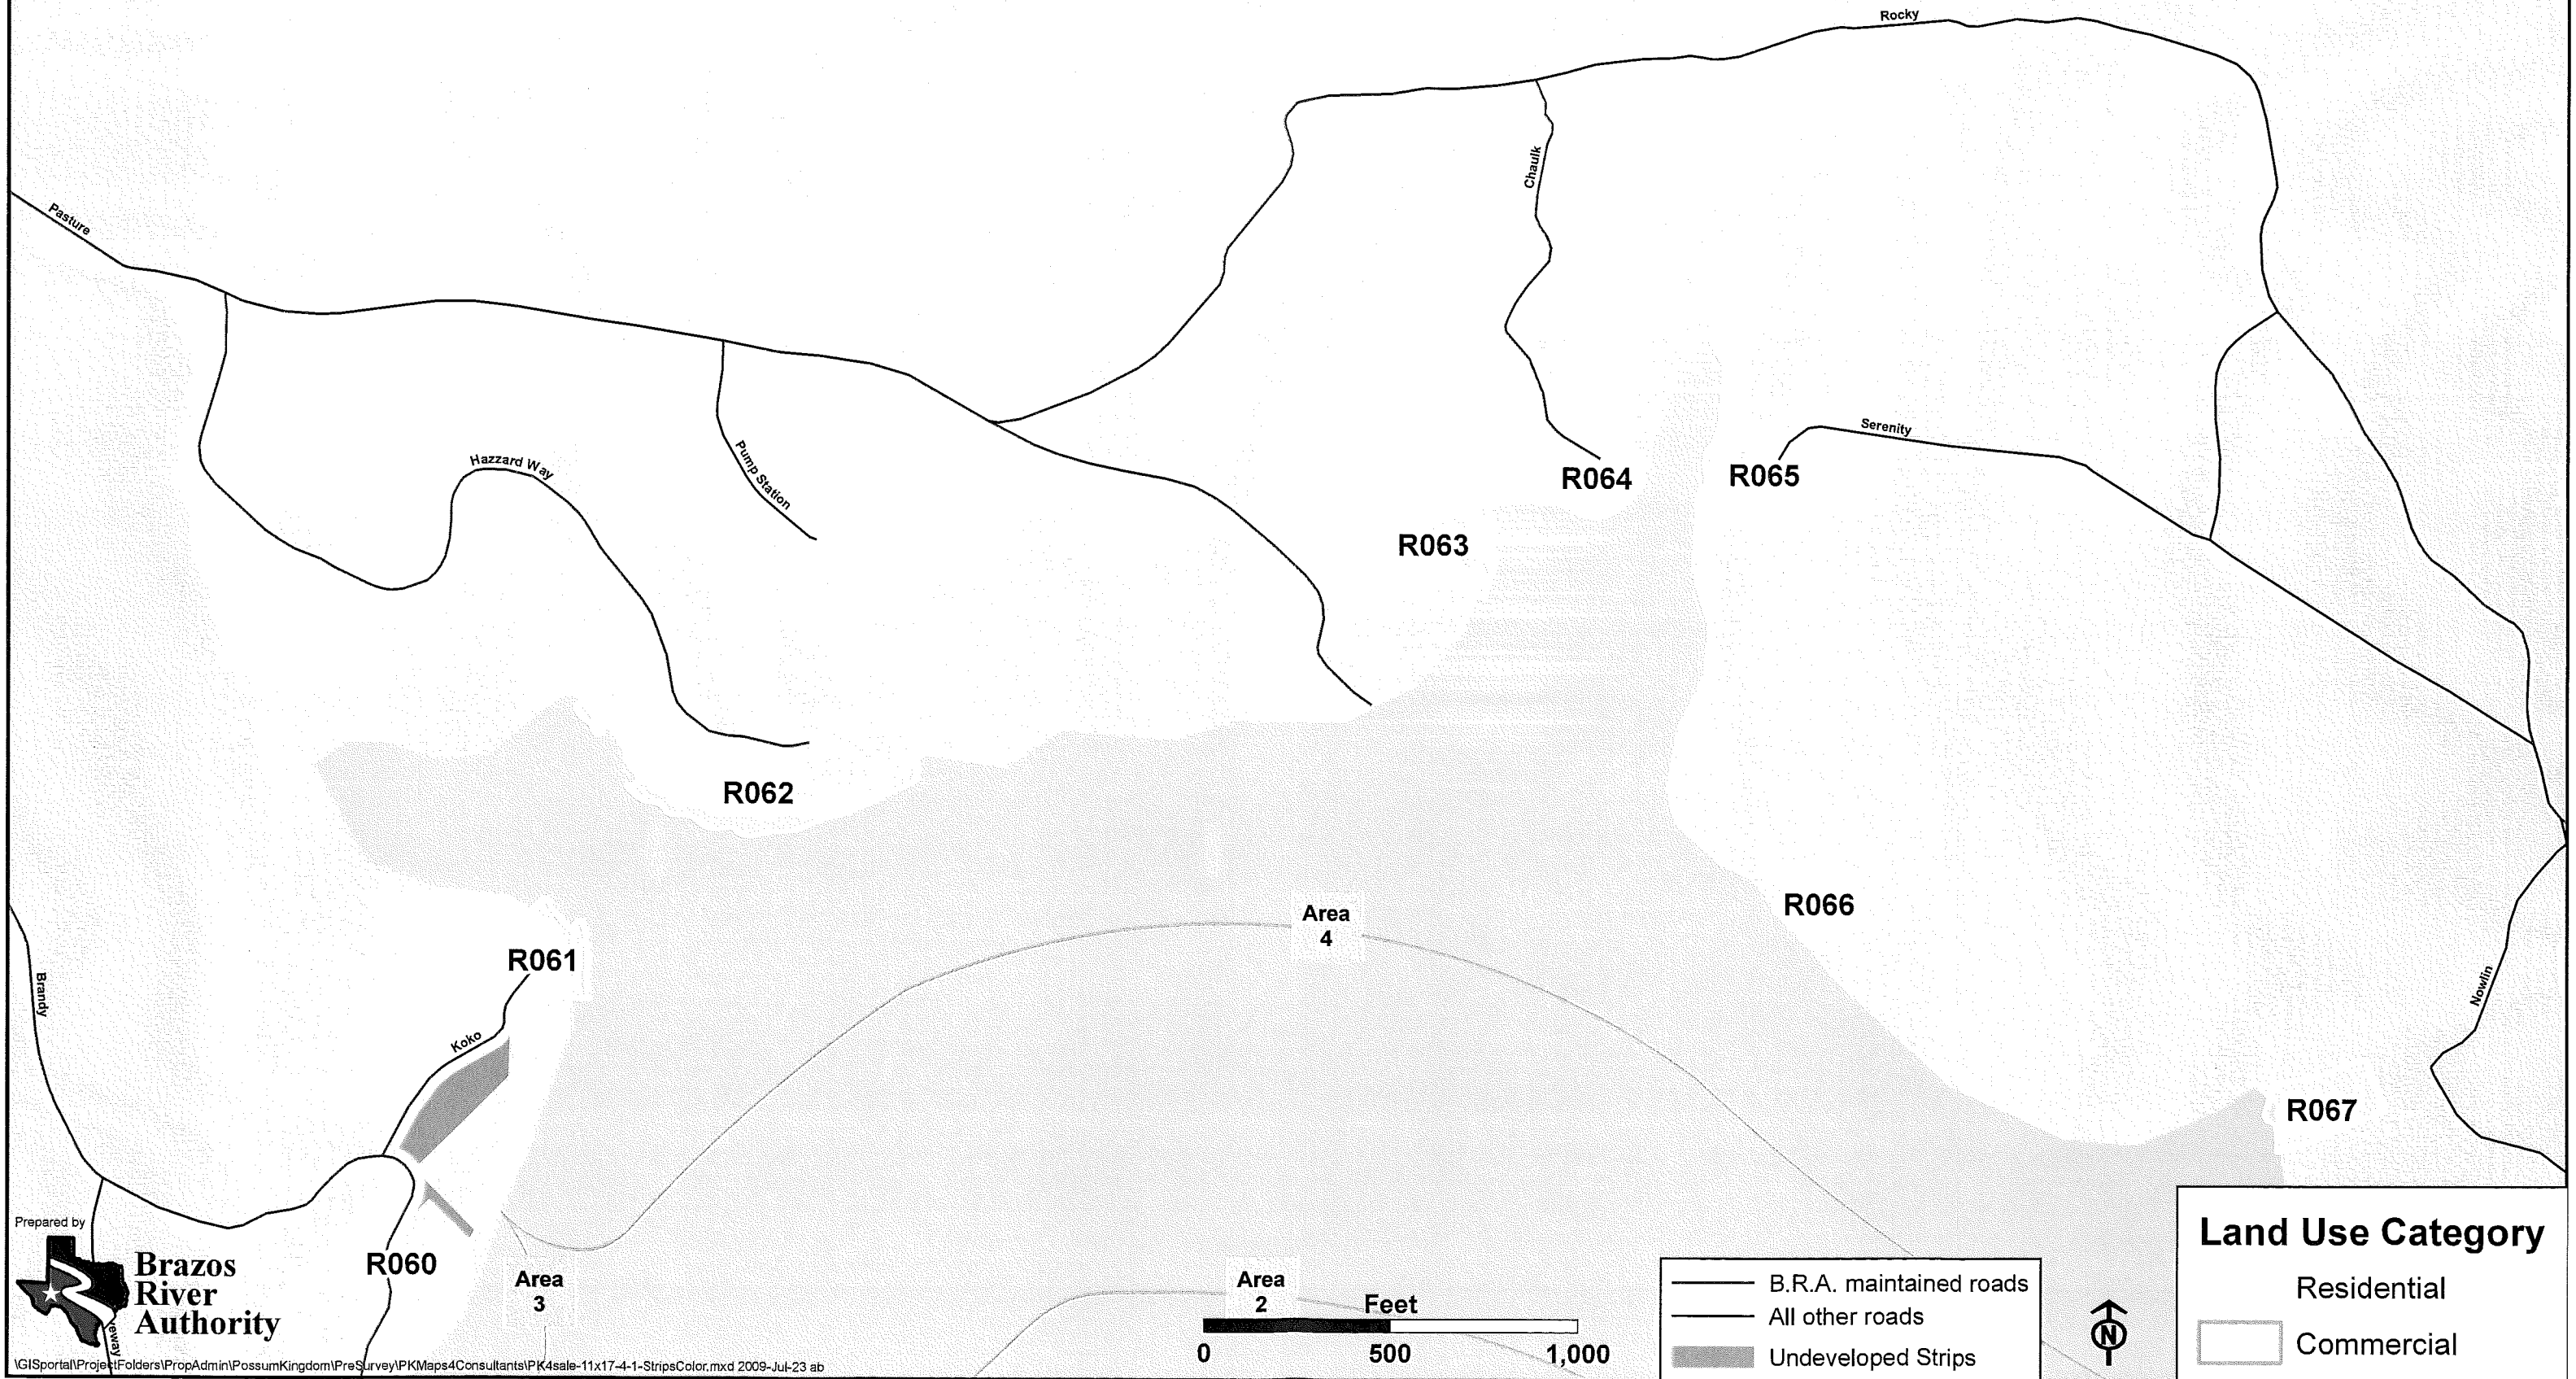 Rocky
Chaulk
Pasture
Serenity
Hazzard Way
Pump Station
R064
R065
R063
R062
R066
Area
4
R061
Brandy
Nowlin
Koko
R067
Prepared by
Brazos
River
Authority
eway
R060
Area
3
Area
2
Feet
0 500 1,000
B.R.A. maintained roads
All other roads
Undeveloped Strips
N
Land Use Category
Residential
Commercial
\GISportal\ProjectFolders\PropAdmin\PossumKingdom\PreSurvey\PKMaps4Consultants\PK4sale-11x17-4-1-StripsColor.mxd 2009-Jul-23 ab